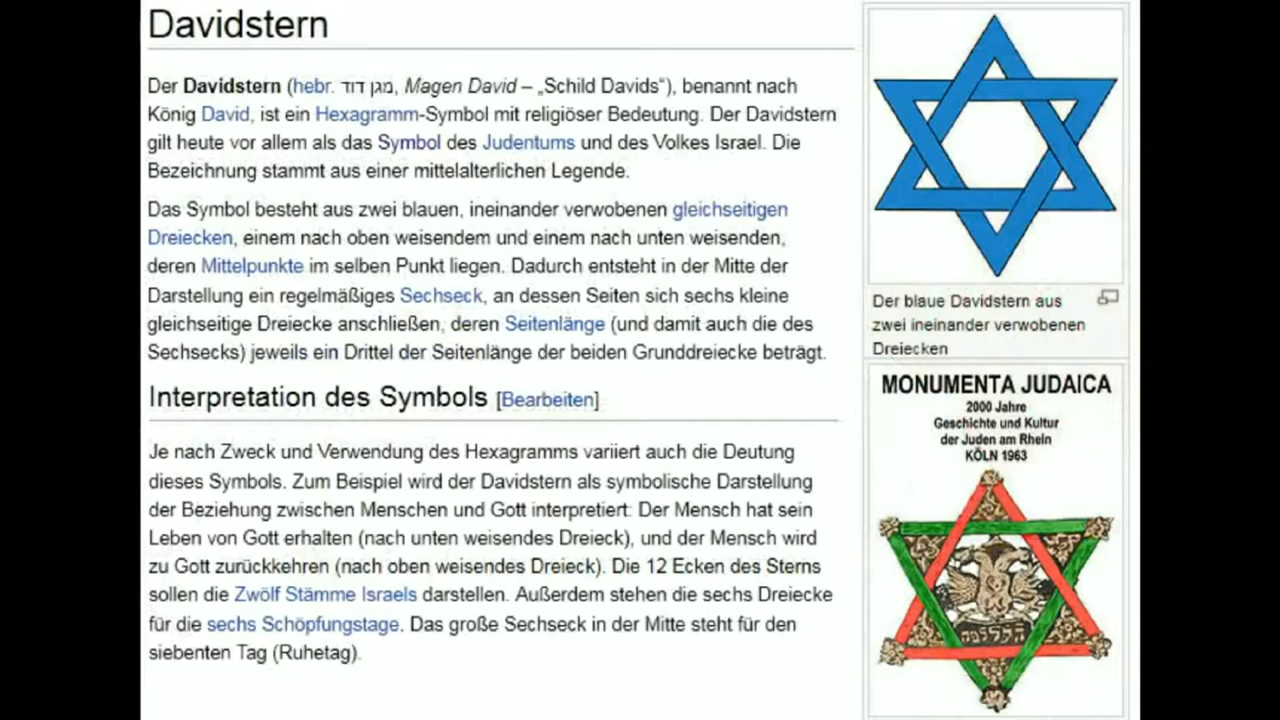 Davidstern
Der Davidstern (hebr. מגן דוד, Magen David – „Schild Davids“), benannt nach
König David, ist ein Hexagramm-Symbol mit religiöser Bedeutung. Der Davidstern
gilt heute vor allem als das Symbol des Judentums und des Volkes Israel. Die
Bezeichnung stammt aus einer mittelalterlichen Legende.
Das Symbol besteht aus zwei blauen, ineinander verwobenen gleichseitigen
Dreiecken, einem nach oben weisendem und einem nach unten weisenden,
deren Mittelpunkte im selben Punkt liegen. Dadurch entsteht in der Mitte der
Darstellung ein regelmäßiges Sechseck, an dessen Seiten sich sechs kleine
gleichseitige Dreiecke anschließen, deren Seitenlänge (und damit auch die des
Sechsecks) jeweils ein Drittel der Seitenlänge der beiden Grunddreiecke beträgt.
Interpretation des Symbols [Bearbeiten]
Je nach Zweck und Verwendung des Hexagramms variiert auch die Deutung
dieses Symbols. Zum Beispiel wird der Davidstern als symbolische Darstellung
der Beziehung zwischen Menschen und Gott interpretiert: Der Mensch hat sein
Leben von Gott erhalten (nach unten weisendes Dreieck), und der Mensch wird
zu Gott zurückkehren (nach oben weisendes Dreieck). Die 12 Ecken des Sterns
sollen die Zwölf Stämme Israels darstellen. Außerdem stehen die sechs Dreiecke
für die sechs Schöpfungstage. Das große Sechseck in der Mitte steht für den
siebenten Tag (Ruhetag).
Der blaue Davidstern aus
zwei ineinander verwobenen
Dreiecken
MONUMENTA JUDAICA
2000 Jahre
Geschichte und Kultur
der Juden am Rhein
KÖLN 1963